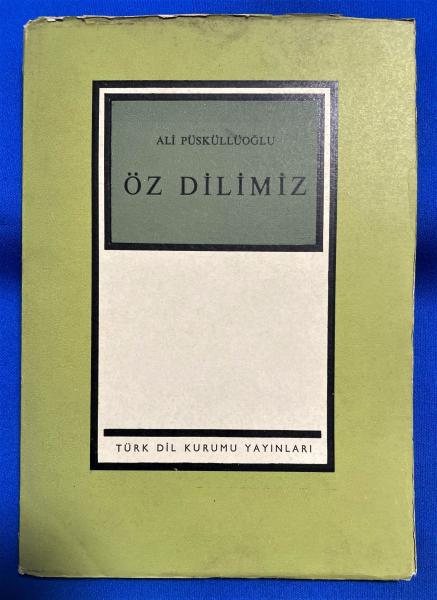 ALİ PÜSKÜLLÜOĞLU
ÖZ DİLİMİZ
TÜRK DİL KURUMU YAYINLARI